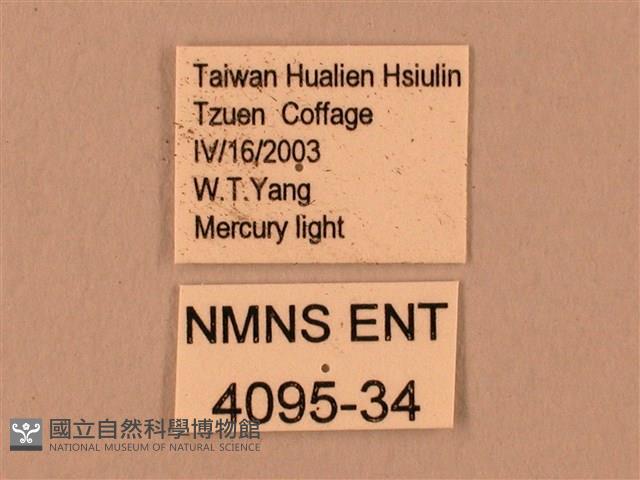 Taiwan Hualien Hsiulin
Tzuen Coffage
IV/16/2003
W.T.Yang
Mercury light
NMNS ENT
4095-34
國立自然科學博物館
NATIONAL MUSEUM OF NATURAL SCIENCE